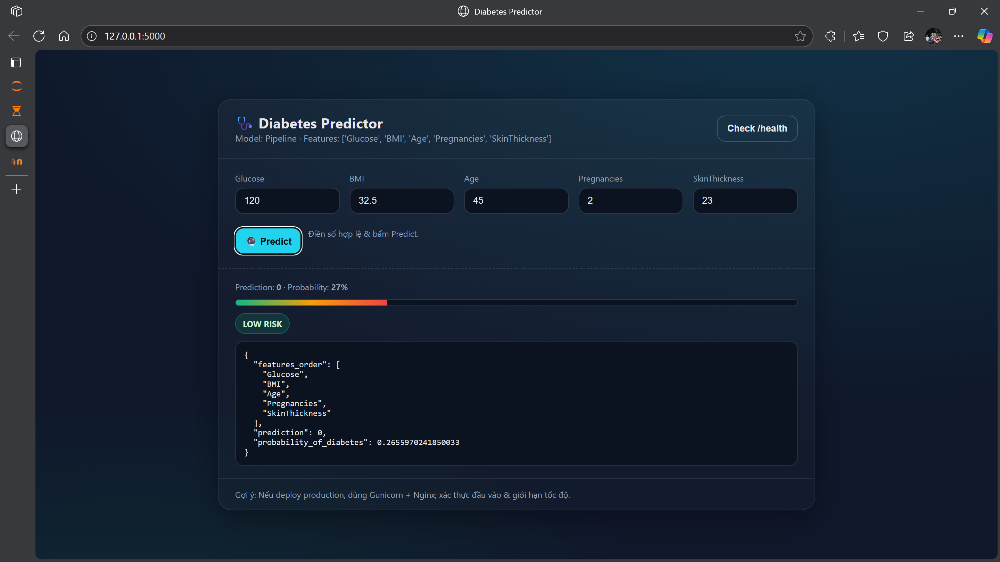 Diabetes Predictor
127.0.0.1:5000
Diabetes Predictor
Model: Pipeline · Features: ['Glucose', 'BMI', 'Age', 'Pregnancies', 'SkinThickness']
Check /health
Glucose BMI Age Pregnancies SkinThickness
120 32.5 45 2 23
Predict
Điền số hợp lệ & bấm Predict.
Prediction: 0 · Probability: 27%
LOW RISK
{
  "features_order": [
    "Glucose",
    "BMI",
    "Age",
    "Pregnancies",
    "SkinThickness"
  ],
  "prediction": 0,
  "probability_of_diabetes": 0.2655970241850033
}
Gợi ý: Nếu deploy production, dùng Gunicorn + Nginx; xác thực đầu vào & giới hạn tốc độ.